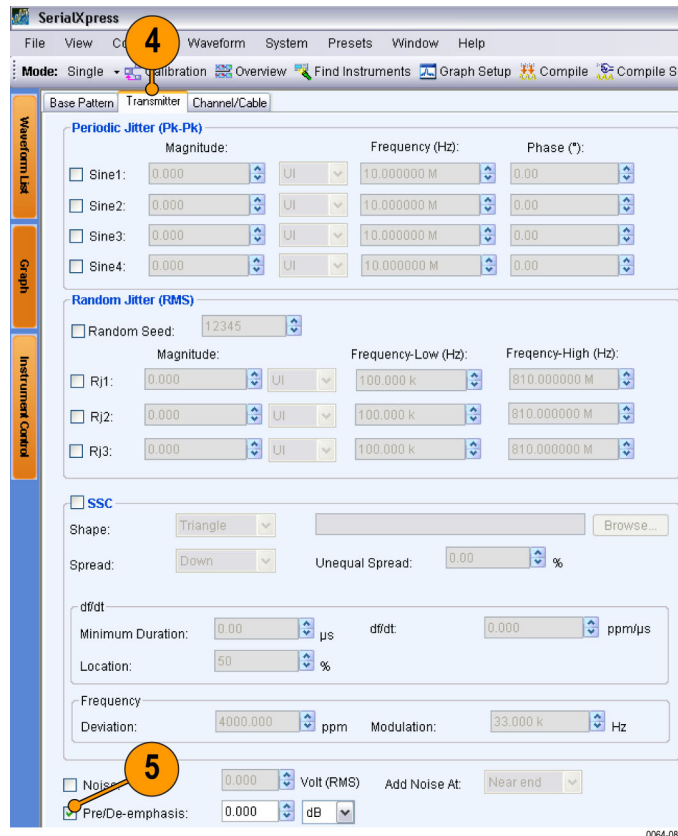 SerialXpress
File View Co Waveform System Presets Window Help
4
Mode: Single Calibration Overview Find Instruments Graph Setup Compile Compile S
Base Pattern Transmitter Channel/Cable
Waveform List
Graph
Instrument Control
Periodic Jitter (Pk-Pk)
Magnitude: Frequency (Hz): Phase (°):
Sine1: 0.000 UI 10.000000 M 0.00
Sine2: 0.000 UI 10.000000 M 0.00
Sine3: 0.000 UI 10.000000 M 0.00
Sine4: 0.000 UI 10.000000 M 0.00
Random Jitter (RMS)
Random Seed: 12345
Magnitude: Frequency-Low (Hz): Freqency-High (Hz):
Rj1: 0.000 UI 100.000 k 810.000000 M
Rj2: 0.000 UI 100.000 k 810.000000 M
Rj3: 0.000 UI 100.000 k 810.000000 M
SSC
Shape: Triangle Browse...
Spread: Down Unequal Spread: 0.00 %
df/dt
Minimum Duration: 0.00 µs df/dt: 0.000 ppm/µs
Location: 50 %
Frequency
Deviation: 4000.000 ppm Modulation: 33.000 k Hz
5
Noise 0.000 Volt (RMS) Add Noise At: Near end
Pre/De-emphasis: 0.000 dB
0064-08